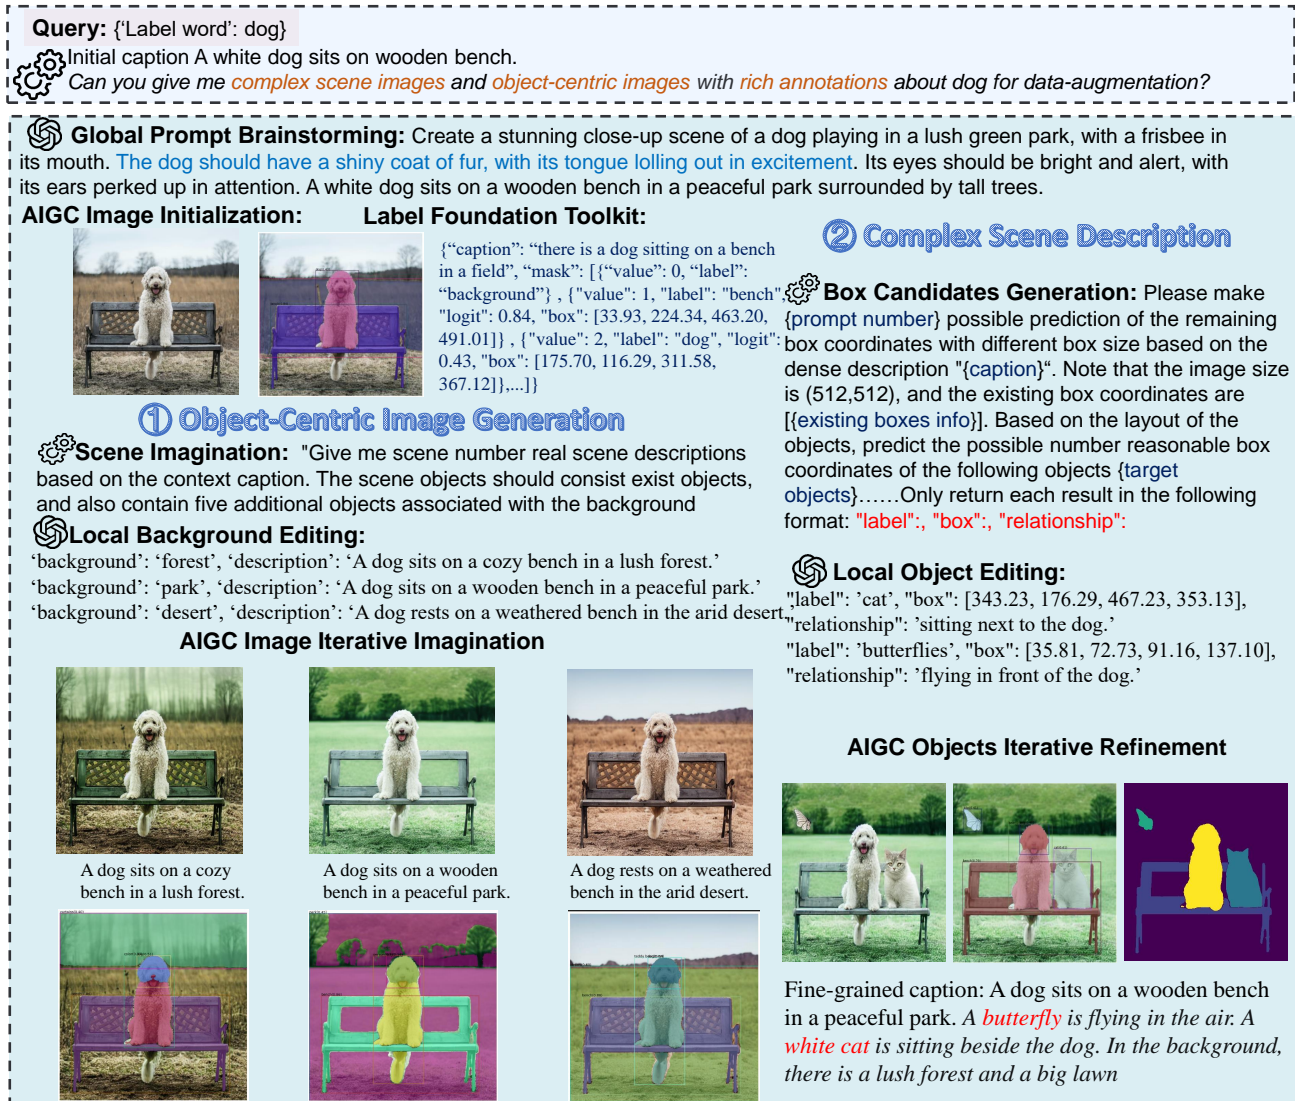 Query: {‘Label word’: dog}
Initial caption A white dog sits on wooden bench.
Can you give me complex scene images and object-centric images with rich annotations about dog for data-augmentation?
Global Prompt Brainstorming: Create a stunning close-up scene of a dog playing in a lush green park, with a frisbee in
its mouth. The dog should have a shiny coat of fur, with its tongue lolling out in excitement. Its eyes should be bright and alert, with
its ears perked up in attention. A white dog sits on a wooden bench in a peaceful park surrounded by tall trees.
AIGC Image Initialization:
Label Foundation Toolkit:
{“caption”: “there is a dog sitting on a bench
in a field”, “mask”: [{“value”: 0, “label”:
“background”} , {"value": 1, "label": "bench",
"logit": 0.84, "box": [33.93, 224.34, 463.20,
491.01]} , {"value": 2, "label": "dog", "logit":
0.43, "box": [175.70, 116.29, 311.58,
367.12]},...]}
① Object-Centric Image Generation
Scene Imagination: "Give me scene number real scene descriptions
based on the context caption. The scene objects should consist exist objects,
and also contain five additional objects associated with the background
Local Background Editing:
‘background’: ‘forest’, ‘description’: ‘A dog sits on a cozy bench in a lush forest.’
‘background’: ‘park’, ‘description’: ‘A dog sits on a wooden bench in a peaceful park.’
‘background’: ‘desert’, ‘description’: ‘A dog rests on a weathered bench in the arid desert.’
AIGC Image Iterative Imagination
A dog sits on a cozy
bench in a lush forest.
A dog sits on a wooden
bench in a peaceful park.
A dog rests on a weathered
bench in the arid desert.
② Complex Scene Description
Box Candidates Generation: Please make
{prompt number} possible prediction of the remaining
box coordinates with different box size based on the
dense description "{caption}“. Note that the image size
is (512,512), and the existing box coordinates are
[{existing boxes info}]. Based on the layout of the
objects, predict the possible number reasonable box
coordinates of the following objects {target
objects}……Only return each result in the following
format: "label":, "box":, "relationship":
Local Object Editing:
"label": ’cat’, "box": [343.23, 176.29, 467.23, 353.13],
"relationship": ’sitting next to the dog.’
"label": ’butterflies’, "box": [35.81, 72.73, 91.16, 137.10],
"relationship": ’flying in front of the dog.’
AIGC Objects Iterative Refinement
Fine-grained caption: A dog sits on a wooden bench
in a peaceful park. A butterfly is flying in the air. A
white cat is sitting beside the dog. In the background,
there is a lush forest and a big lawn